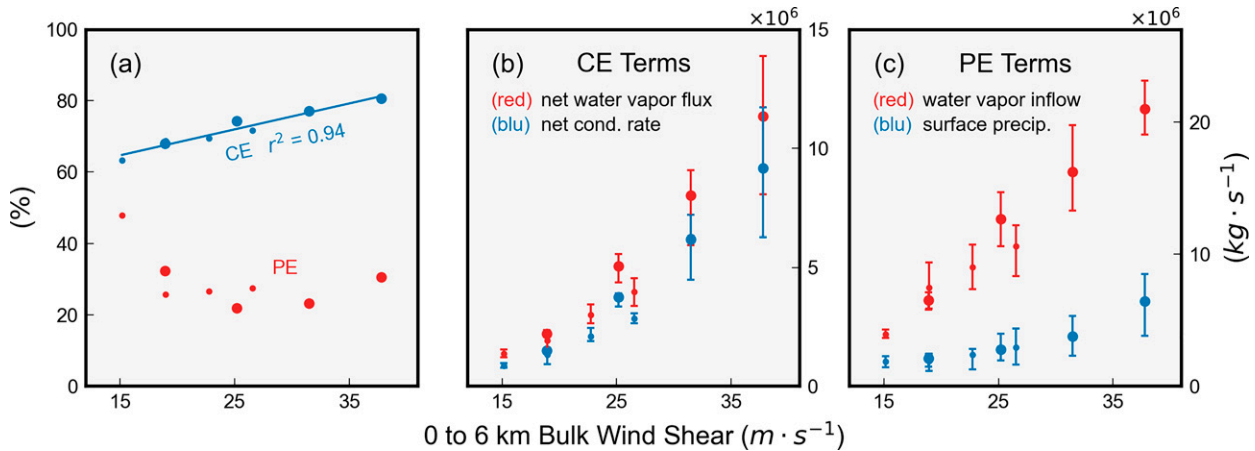 100
80
60
40
20
0
(%)
(a)
CE r² = 0.94
PE
15 25 35
×10⁶
(b) CE Terms
(red) net water vapor flux
(blu) net cond. rate
15
10
5
0
15 25 35
×10⁶
(c) PE Terms
(red) water vapor inflow
(blu) surface precip.
20
10
0
(kg · s⁻¹)
15 25 35
0 to 6 km Bulk Wind Shear (m · s⁻¹)